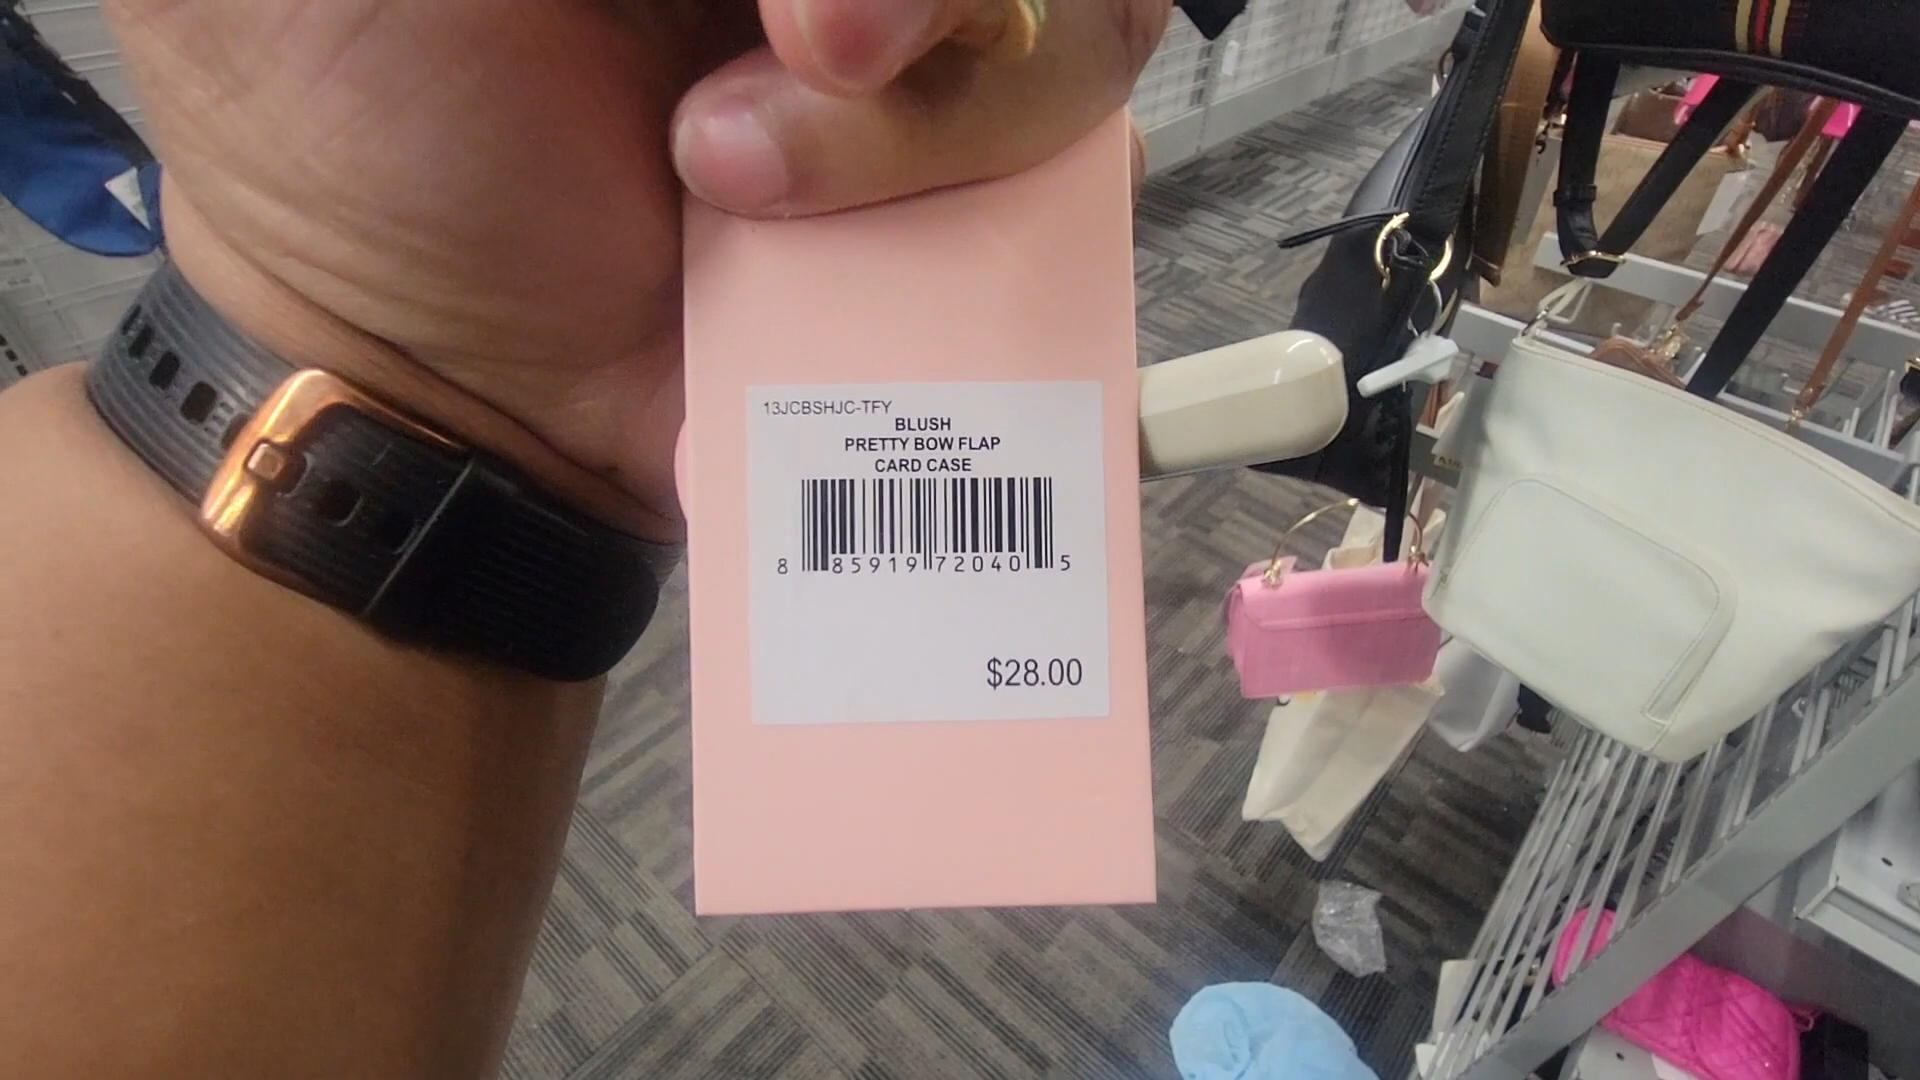 13JCBSHJC-TFY
BLUSH
PRETTY BOW FLAP
CARD CASE
8 85919 72040 5
$28.00